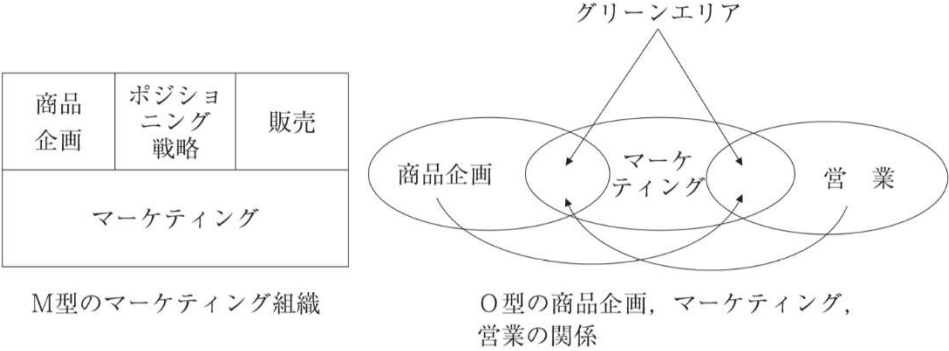 グリーンエリア
商品
企画
ポジショ
ニング
戦略
販売
マーケティング
商品企画
マーケ
ティング
営　業
M型のマーケティング組織
O型の商品企画，マーケティング，
営業の関係